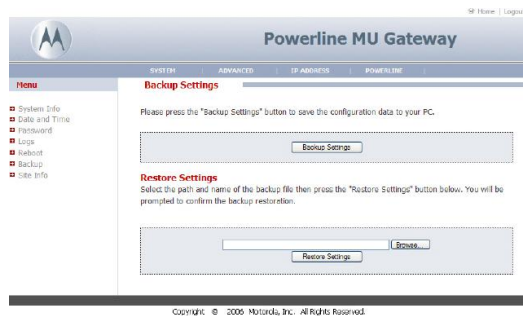 Home | Logout
Powerline MU Gateway
SYSTEM | ADVANCED | IP ADDRESS | POWERLINE |
Menu
System Info
Date and Time
Password
Logs
Reboot
Backup
Site Info
Backup Settings
Please press the "Backup Settings" button to save the configuration data to your PC.
Backup Settings
Restore Settings
Select the path and name of the backup file then press the "Restore Settings" button below. You will be
prompted to confirm the backup restoration.
Browse...
Restore Settings
Copyright © 2006 Motorola, Inc. All Rights Reserved.